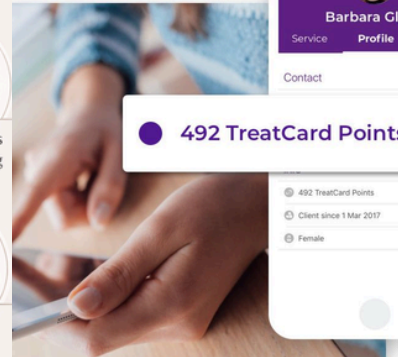 Barbara Gl
Service Profile
Contact
492 TreatCard Points
492 TreatCard Points
Client since 1 Mar 2017
Female